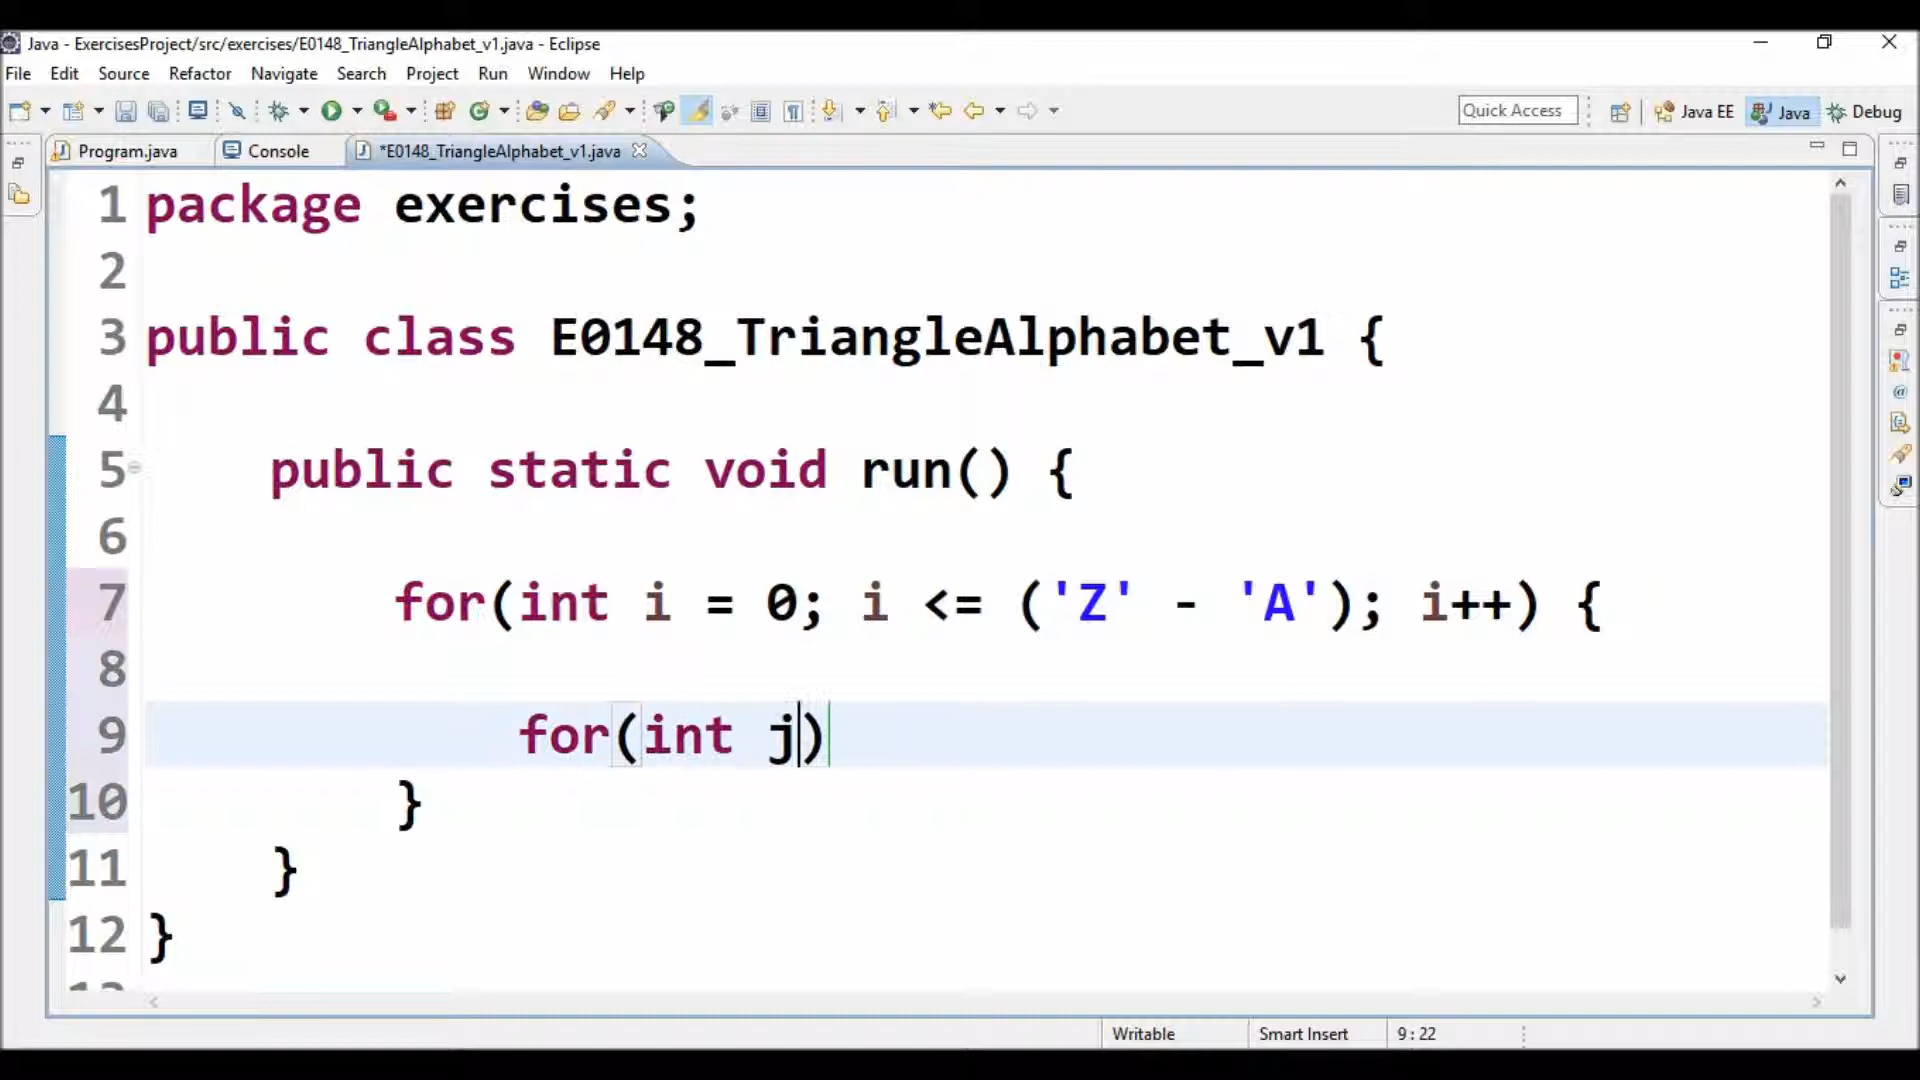 Java - ExercisesProject/src/exercises/E0148_TriangleAlphabet_v1.java - Eclipse
File Edit Source Refactor Navigate Search Project Run Window Help
Quick Access Java EE Java Debug
Program.java Console *E0148_TriangleAlphabet_v1.java
1 package exercises;
2
3 public class E0148_TriangleAlphabet_v1 {
4
5 public static void run() {
6
7 for(int i = 0; i <= ('Z' - 'A'); i++) {
8
9 for(int j)
10 }
11 }
12 }
Writable Smart Insert 9 : 22